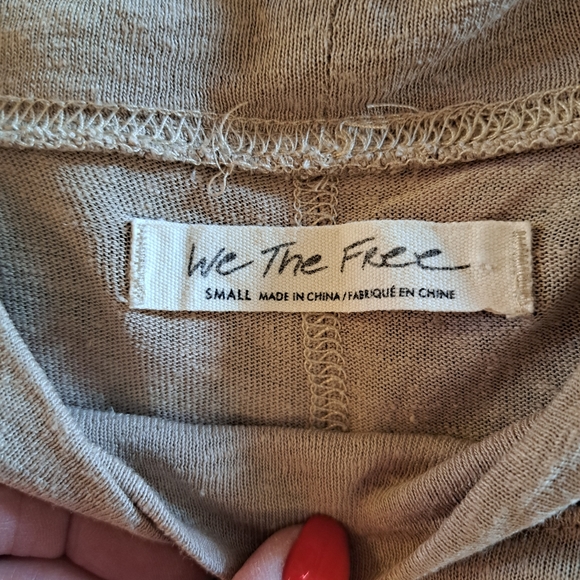 We The Free
SMALL MADE IN CHINA / FABRIQUÉ EN CHINE